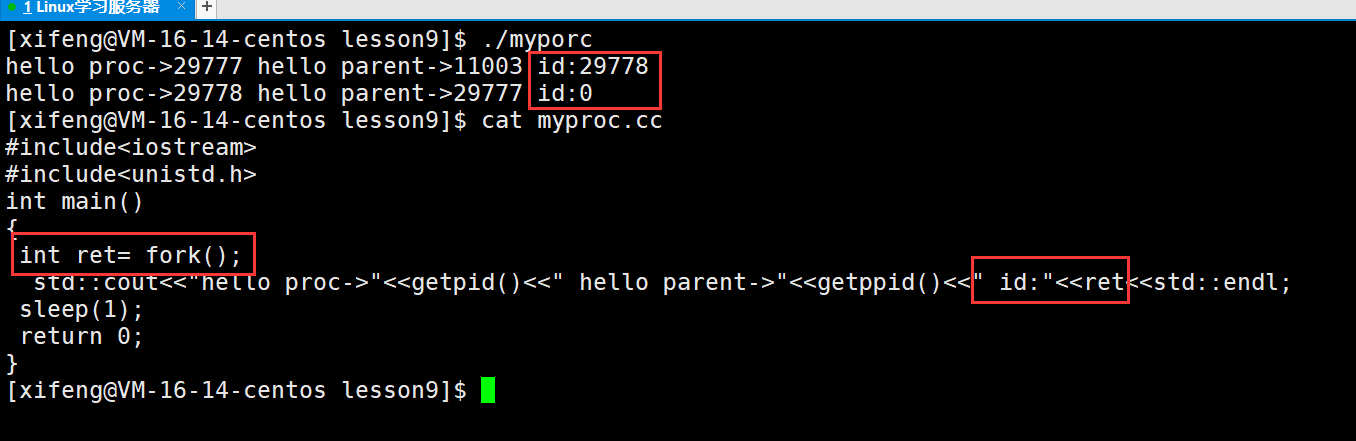 1 Linux学习服务器 × +
[xifeng@VM-16-14-centos lesson9]$ ./myporc
hello proc->29777 hello parent->11003 id:29778
hello proc->29778 hello parent->29777 id:0
[xifeng@VM-16-14-centos lesson9]$ cat myproc.cc
#include<iostream>
#include<unistd.h>
int main()
{
 int ret= fork();
  std::cout<<"hello proc->"<<getpid()<<" hello parent->"<<getppid()<<" id:"<<ret<<std::endl;
 sleep(1);
 return 0;
}
[xifeng@VM-16-14-centos lesson9]$